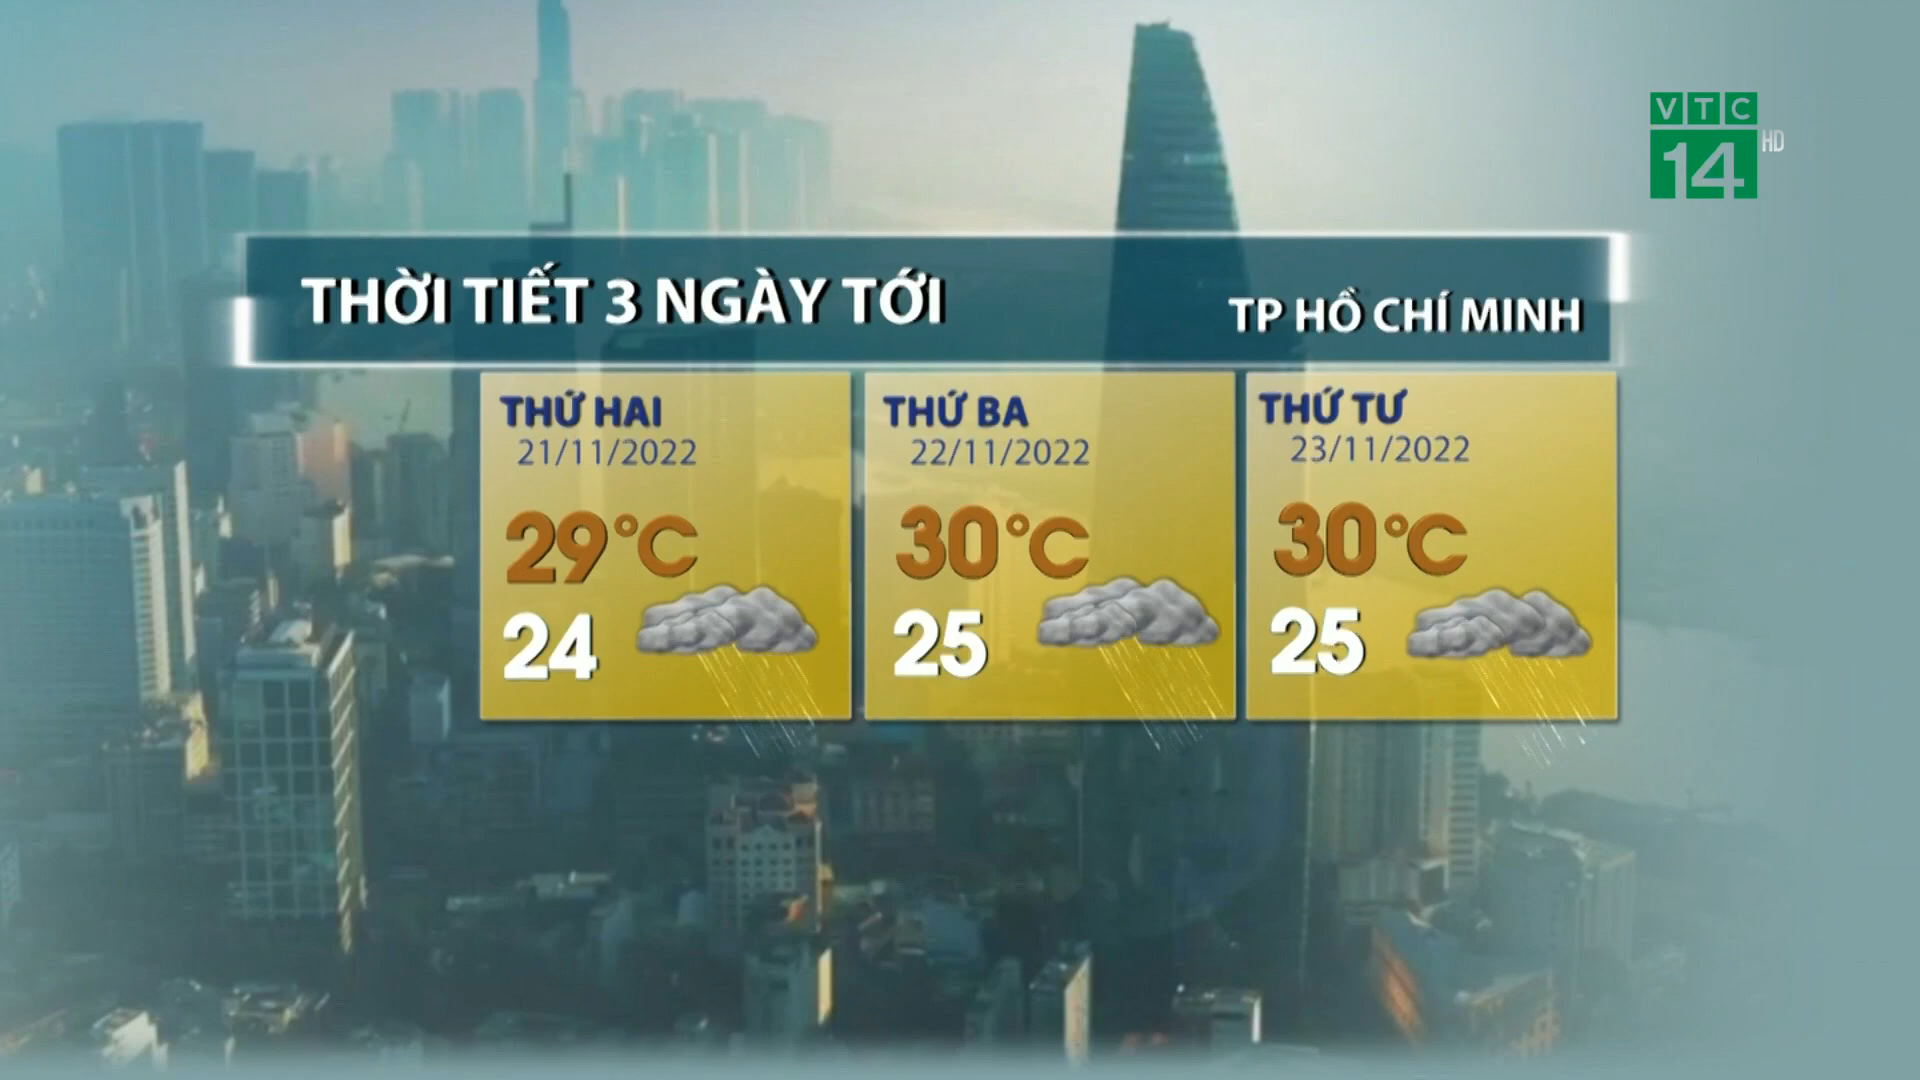 VTC
14 HD
THỜI TIẾT 3 NGÀY TỚI
TP HỒ CHÍ MINH
THỨ HAI
21/11/2022
29°C
24
THỨ BA
22/11/2022
30°C
25
THỨ TƯ
23/11/2022
30°C
25